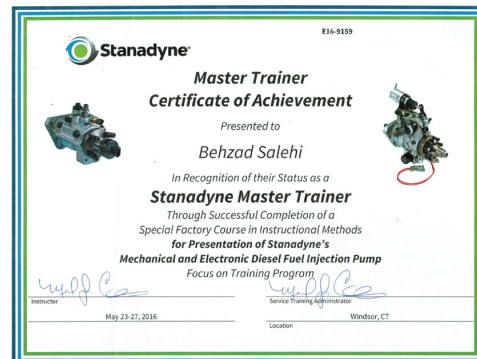 E16-9159
Stanadyne
Master Trainer
Certificate of Achievement
Presented to
Behzad Salehi
In Recognition of their Status as a
Stanadyne Master Trainer
Through Successful Completion of a
Special Factory Course in Instructional Methods
for Presentation of Stanadyne's
Mechanical and Electronic Diesel Fuel Injection Pump
Focus on Training Program
Instructor
Service Training Administrator
May 23-27, 2016
Windsor, CT
Location